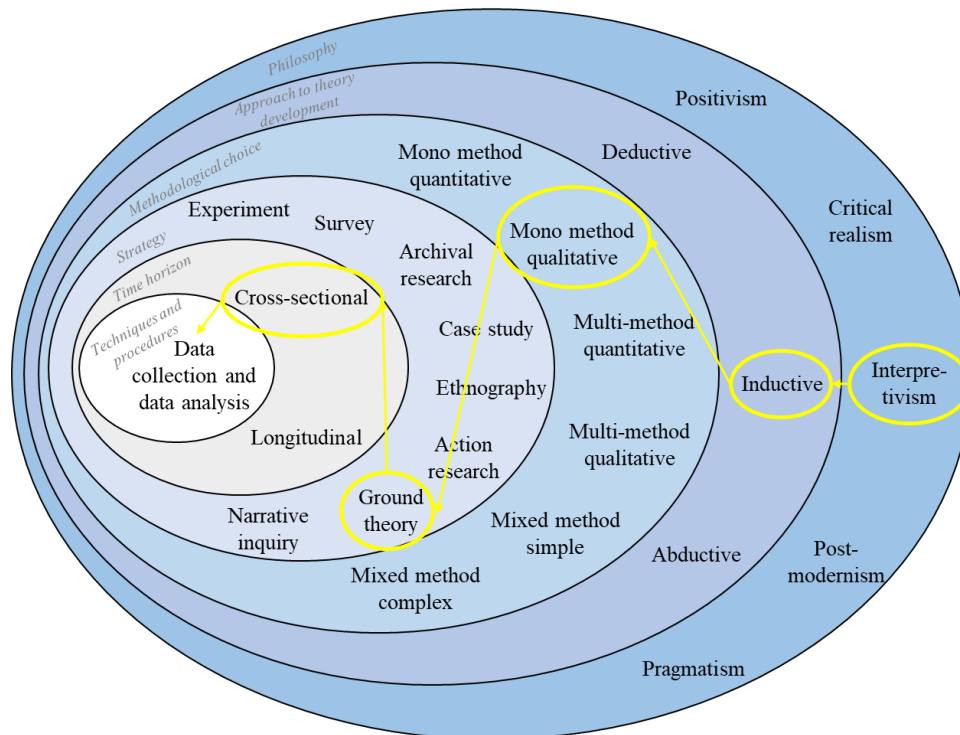 Philosophy
Approach to theory
development
Methodological choice
Strategy
Time horizon
Techniques and
procedures
Positivism
Critical
realism
Interpre-
tivism
Post-
modernism
Pragmatism
Deductive
Inductive
Abductive
Mono method
quantitative
Mono method
qualitative
Multi-method
quantitative
Multi-method
qualitative
Mixed method
simple
Mixed method
complex
Experiment
Survey
Archival
research
Case study
Ethnography
Action
research
Ground
theory
Narrative
inquiry
Cross-sectional
Longitudinal
Data
collection and
data analysis